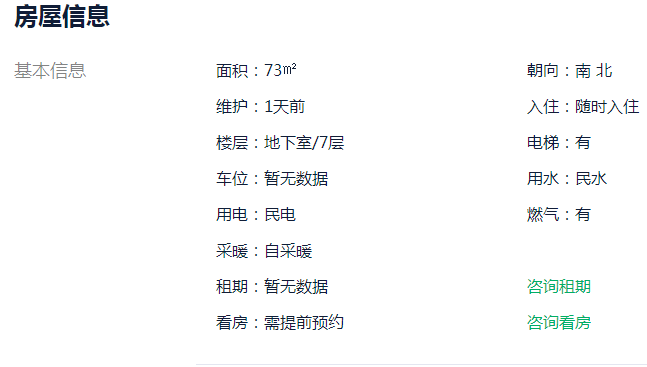 房屋信息
基本信息
面积：73㎡ 朝向：南 北
维护：1天前 入住：随时入住
楼层：地下室/7层 电梯：有
车位：暂无数据 用水：民水
用电：民电 燃气：有
采暖：自采暖
租期：暂无数据 咨询租期
看房：需提前预约 咨询看房